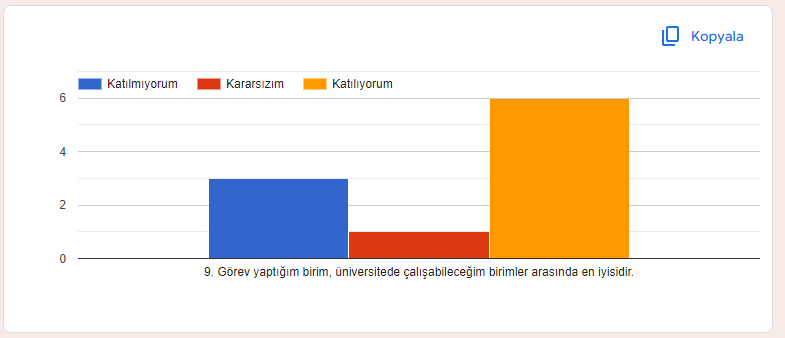 Kopyala
Katılmıyorum Kararsızım Katılıyorum
6
4
2
0
9. Görev yaptığım birim, üniversitede çalışabileceğim birimler arasında en iyisidir.